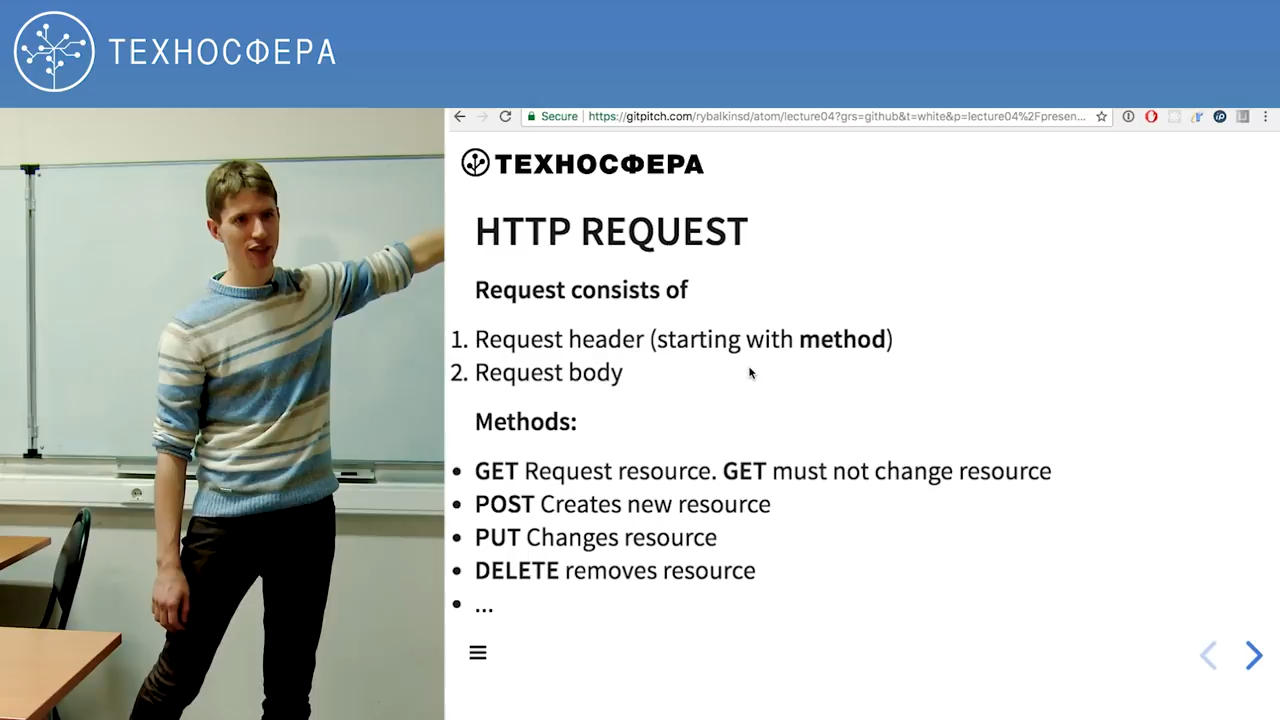 ТЕХНОСФЕРА
Secure https://gitpitch.com/rybalkinsd/atom/lecture04?grs=github&t=white&p=lecture04%2Fpresen...
ТЕХНОСФЕРА
HTTP REQUEST
Request consists of
1. Request header (starting with method)
2. Request body
Methods:
• GET Request resource. GET must not change resource
• POST Creates new resource
• PUT Changes resource
• DELETE removes resource
• ...